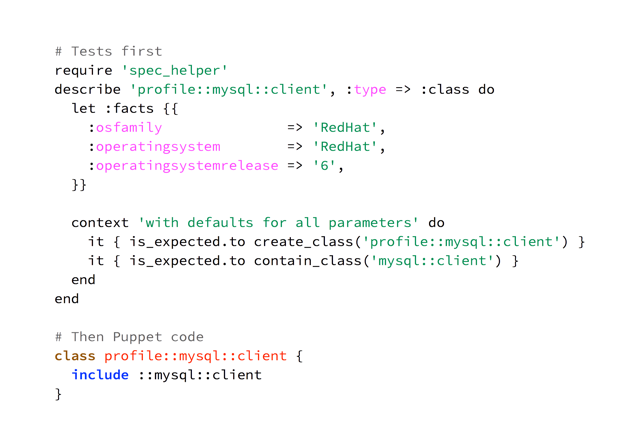 # Tests first
require 'spec_helper'
describe 'profile::mysql::client', :type => :class do
  let :facts {{
    :osfamily               => 'RedHat',
    :operatingsystem        => 'RedHat',
    :operatingsystemrelease => '6',
  }}

  context 'with defaults for all parameters' do
    it { is_expected.to create_class('profile::mysql::client') }
    it { is_expected.to contain_class('mysql::client') }
  end
end

# Then Puppet code
class profile::mysql::client {
  include ::mysql::client
}